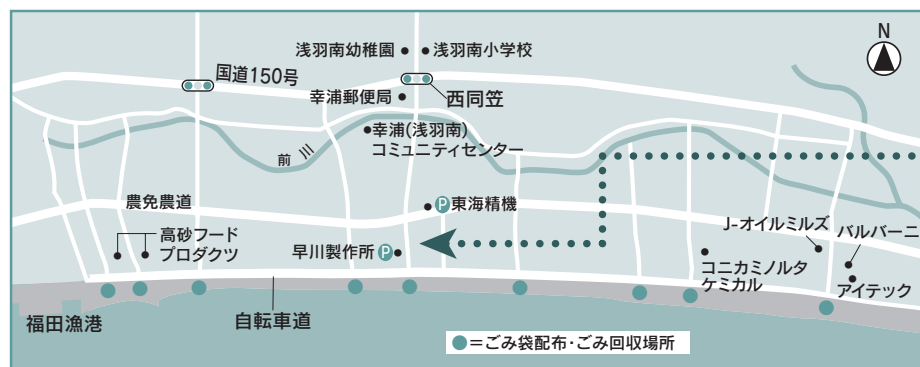 N
浅羽南幼稚園
浅羽南小学校
国道150号
幸浦郵便局
西同笠
幸浦(浅羽南)
コミュニティセンター
前川
農免農道
P 東海精機
高砂フード
プロダクツ
早川製作所 P
J-オイルミルズ
バルバーニ
コニカミノルタ
ケミカル
アイテック
福田漁港
自転車道
=ごみ袋配布・ごみ回収場所